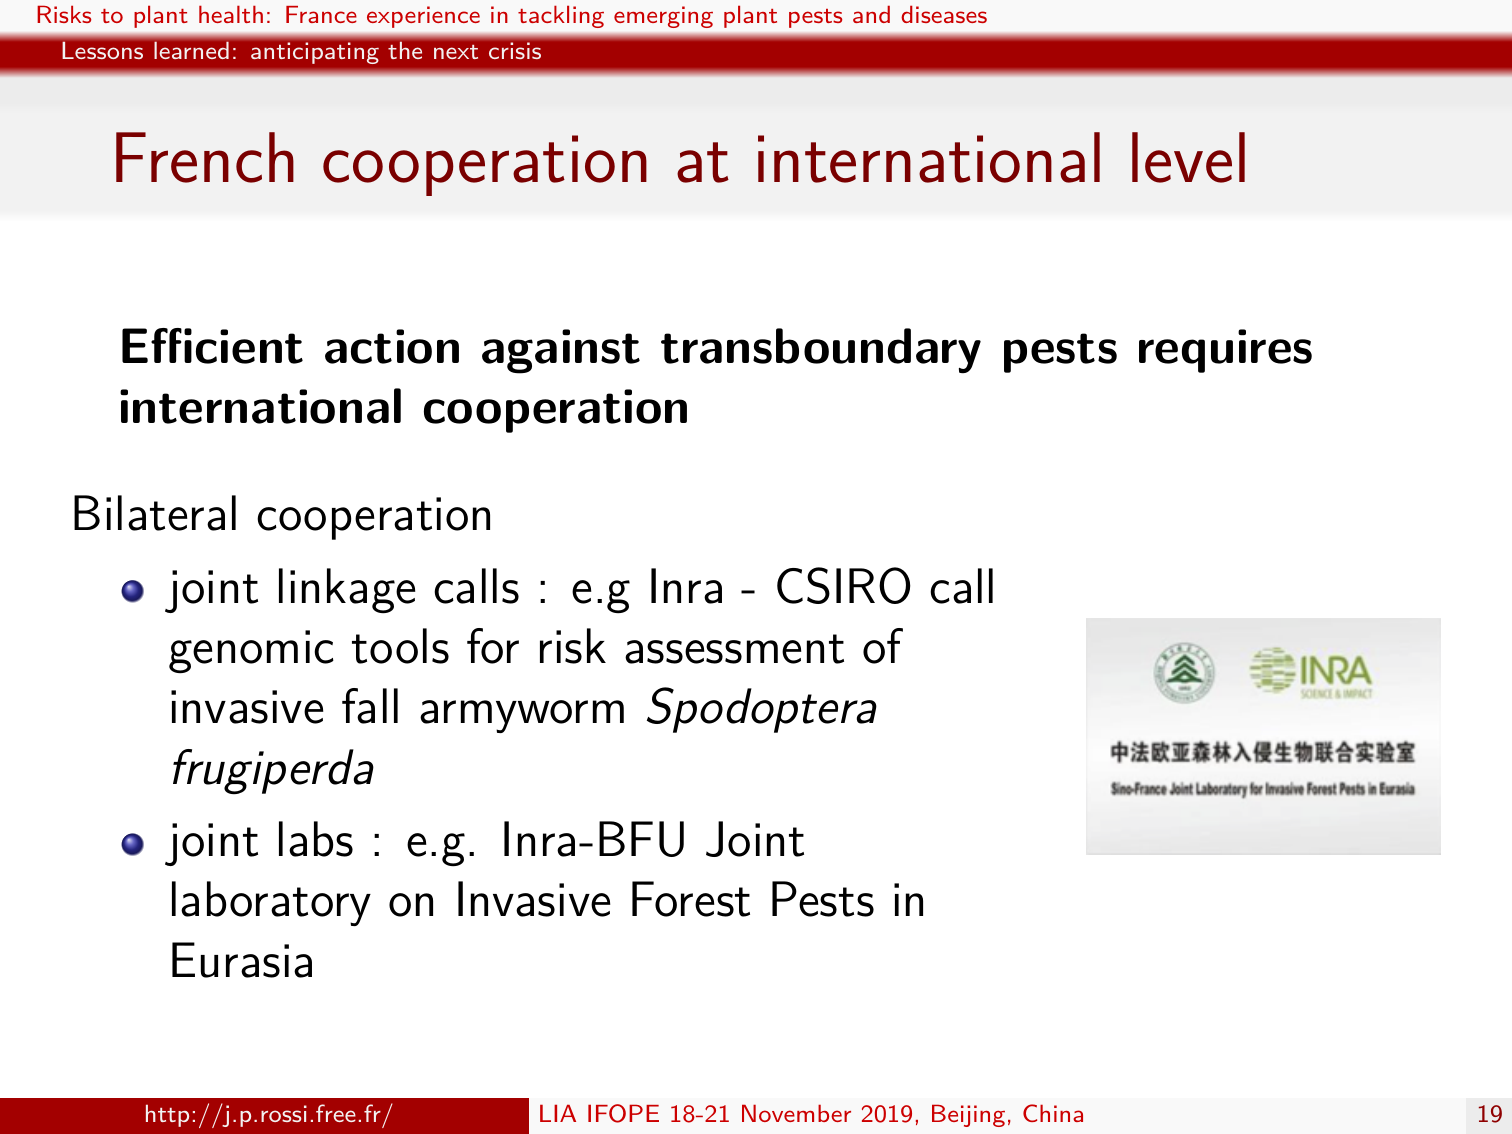 Risks to plant health: France experience in tackling emerging plant pests and diseases
Lessons learned: anticipating the next crisis
French cooperation at international level
Efficient action against transboundary pests requires
international cooperation
Bilateral cooperation
joint linkage calls : e.g Inra - CSIRO call
genomic tools for risk assessment of
invasive fall armyworm Spodoptera
frugiperda
joint labs : e.g. Inra-BFU Joint
laboratory on Invasive Forest Pests in
Eurasia
INRA
SCIENCE & IMPACT
中法欧亚森林入侵生物联合实验室
Sino-France Joint Laboratory for Invasive Forest Pests in Eurasia
http://j.p.rossi.free.fr/
LIA IFOPE 18-21 November 2019, Beijing, China
19